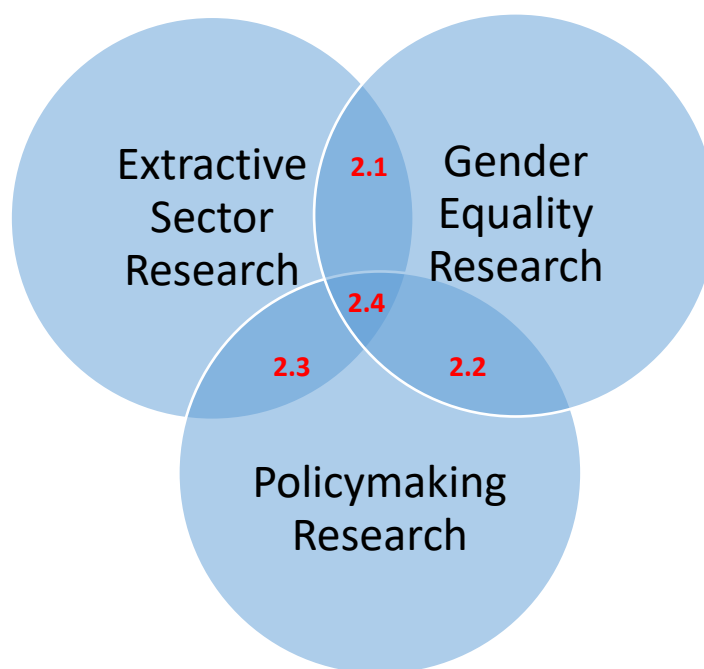 Extractive
Sector
Research
2.1
Gender
Equality
Research
2.4
2.3
2.2
Policymaking
Research